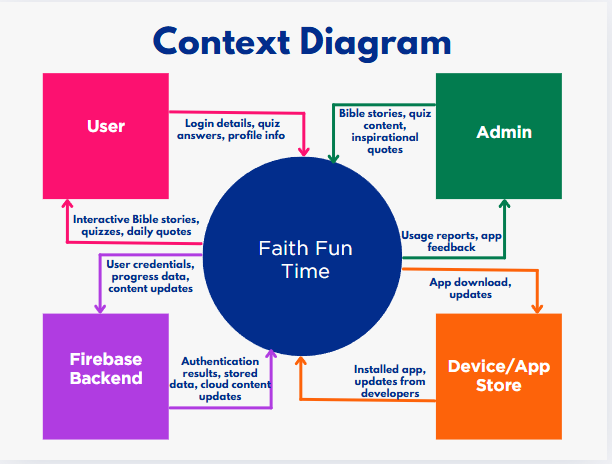 Context Diagram
User
Login details, quiz
answers, profile info
Bible stories, quiz
content,
inspirational
quotes
Admin
Interactive Bible stories,
quizzes, daily quotes
Faith Fun
Time
Usage reports, app
feedback
User credentials,
progress data,
content updates
App download,
updates
Firebase
Backend
Authentication
results, stored
data, cloud content
updates
Installed app,
updates from
developers
Device/App
Store